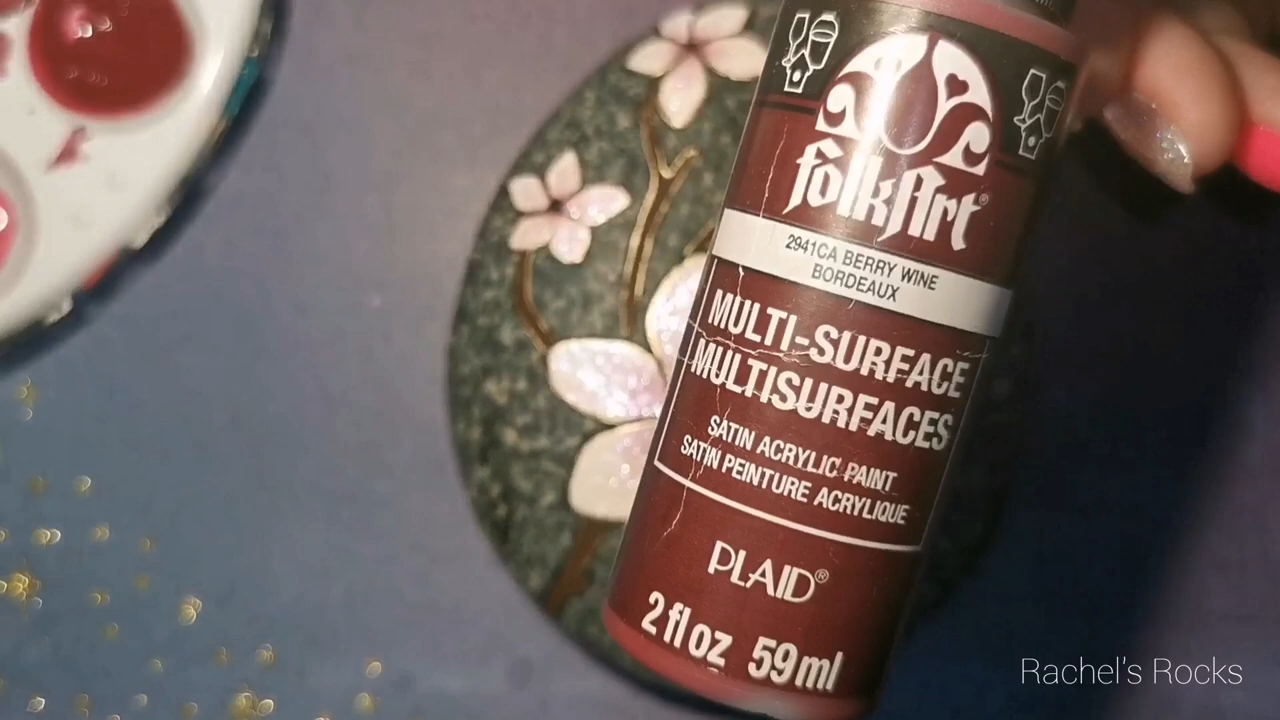 folkArt®
2941CA BERRY WINE
BORDEAUX
MULTI-SURFACE
MULTISURFACES
SATIN ACRYLIC PAINT
SATIN PEINTURE ACRYLIQUE
PLAID®
2 fl oz 59ml
Rachel's Rocks